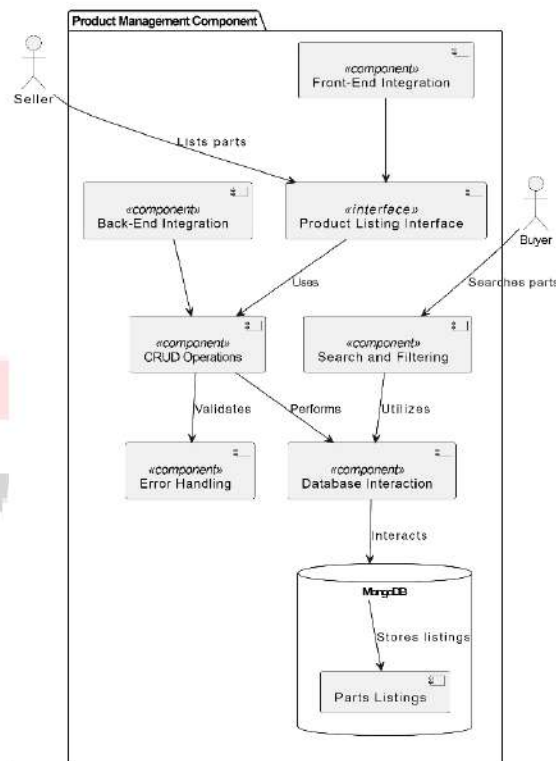 Product Management Component
«component»
Front-End Integration
Seller
Lists parts
«component»
Back-End Integration
«interface»
Product Listing Interface
Buyer
Uses
Searches parts
«component»
CRUD Operations
«component»
Search and Filtering
Validates
Performs
Utilizes
«component»
Error Handling
«component»
Database Interaction
Interacts
MongoDB
Stores listings
Parts Listings